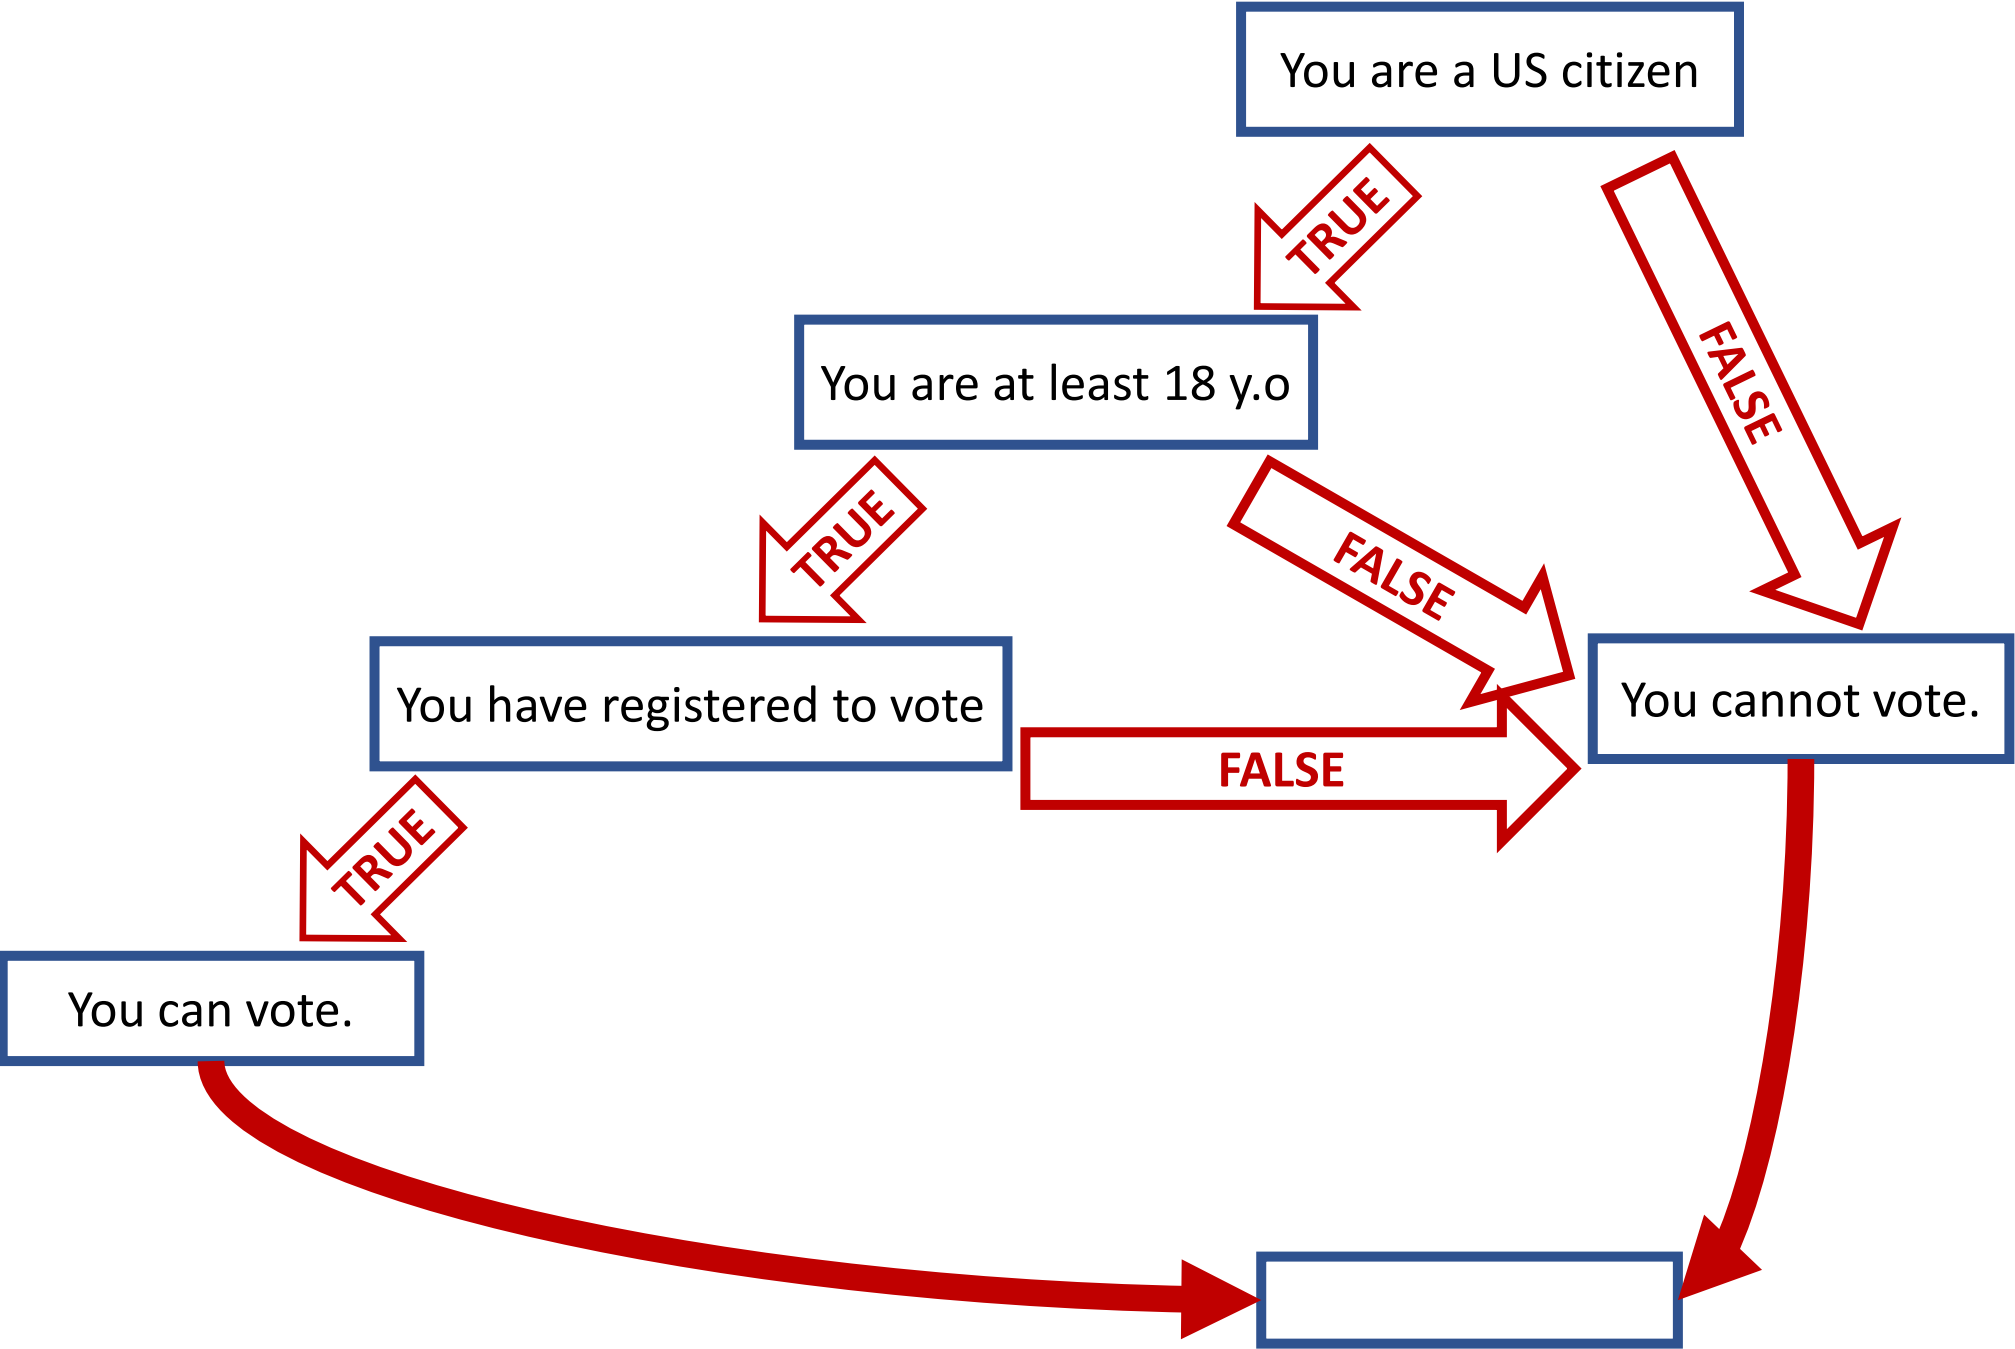 You are a US citizen
TRUE
FALSE
You are at least 18 y.o
TRUE
FALSE
You have registered to vote
FALSE
You cannot vote.
TRUE
You can vote.